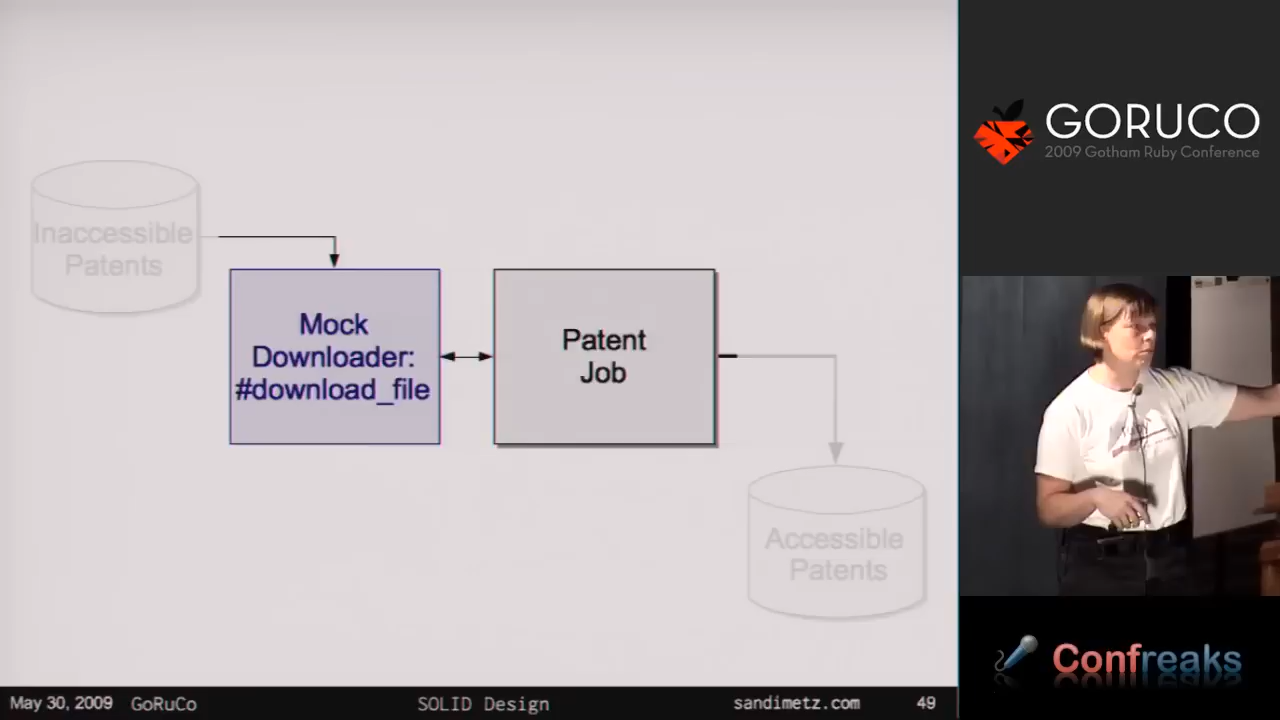 Inaccessible
Patents
Mock
Downloader:
#download_file
Patent
Job
Accessible
Patents
May 30, 2009 GoRuCo SOLID Design sandimetz.com 49
GORUCO
2009 Gotham Ruby Conference
Confreaks